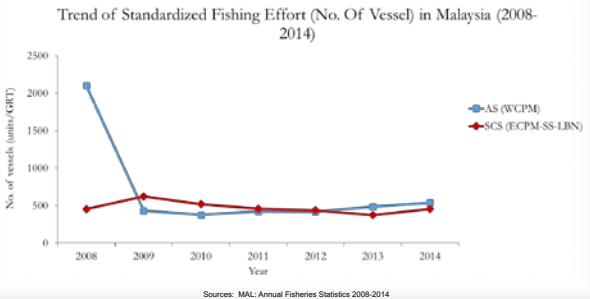 Trend of Standardized Fishing Effort (No. Of Vessel) in Malaysia (2008-
2014)
No. of vessels (units/GRT)
2500
2000
1500
1000
500
0
AS (WCPM)
SCS (ECPM-SS-LBN)
2008 2009 2010 2011 2012 2013 2014
Year
Sources: MAL: Annual Fisheries Statistics 2008-2014